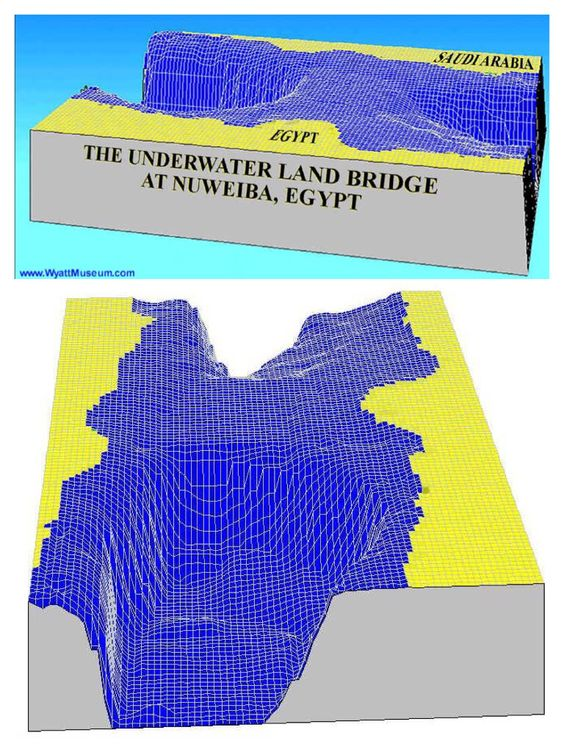 SAUDI ARABIA
EGYPT
THE UNDERWATER LAND BRIDGE
AT NUWEIBA, EGYPT
www.WyattMuseum.com